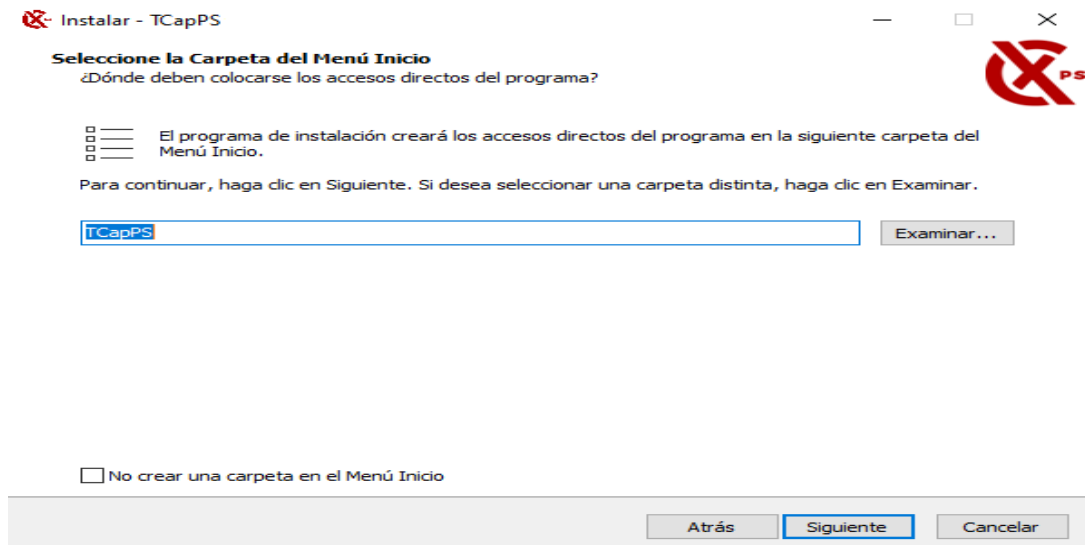 Instalar - TCapPS
Seleccione la Carpeta del Menú Inicio
¿Dónde deben colocarse los accesos directos del programa?
PS
El programa de instalación creará los accesos directos del programa en la siguiente carpeta del
Menú Inicio.
Para continuar, haga clic en Siguiente. Si desea seleccionar una carpeta distinta, haga clic en Examinar.
TCapPS
Examinar...
No crear una carpeta en el Menú Inicio
Atrás
Siguiente
Cancelar